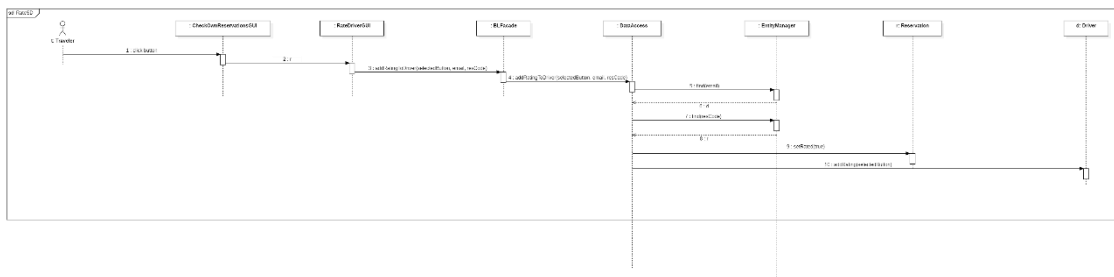 sd RateSD
: CheckOwnReservationsGUI
: RateDriverGUI
: BLFacade
: DataAccess
: EntityManager
r: Reservation
d: Driver
t: Traveler
1 : click button
2 : r
3 : addRatingToDriver(selectedButton, email, resCode)
4 : addRatingToDriver(selectedButton, email, resCode)
5 : find(email)
6 : d
7 : find(resCode)
8 : r
9 : setRated(true)
10 : addRating(selectedButton)